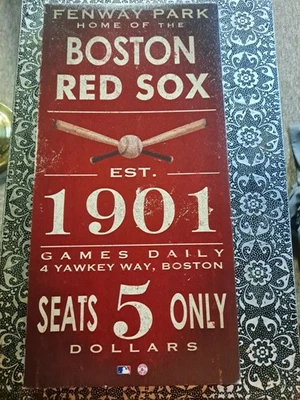 FENWAY PARK
HOME OF THE
BOSTON
RED SOX
EST.
1901
GAMES DAILY
4 YAWKEY WAY, BOSTON
SEATS 5 ONLY
DOLLARS